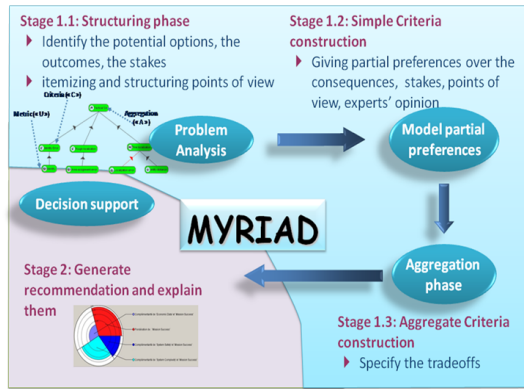 Stage 1.1: Structuring phase
Identify the potential options, the
outcomes, the stakes
itemizing and structuring points of view
Criteria(« C »)
Metric(« U »)
Aggregation
(« A »)
Problem
Analysis
Stage 1.2: Simple Criteria
construction
Giving partial preferences over the
consequences, stakes, points of
view, experts' opinion
Model partial
preferences
Decision support
MYRIAD
Aggregation
phase
Stage 1.3: Aggregate Criteria
construction
Specify the tradeoffs
Stage 2: Generate
recommendation and explain
them